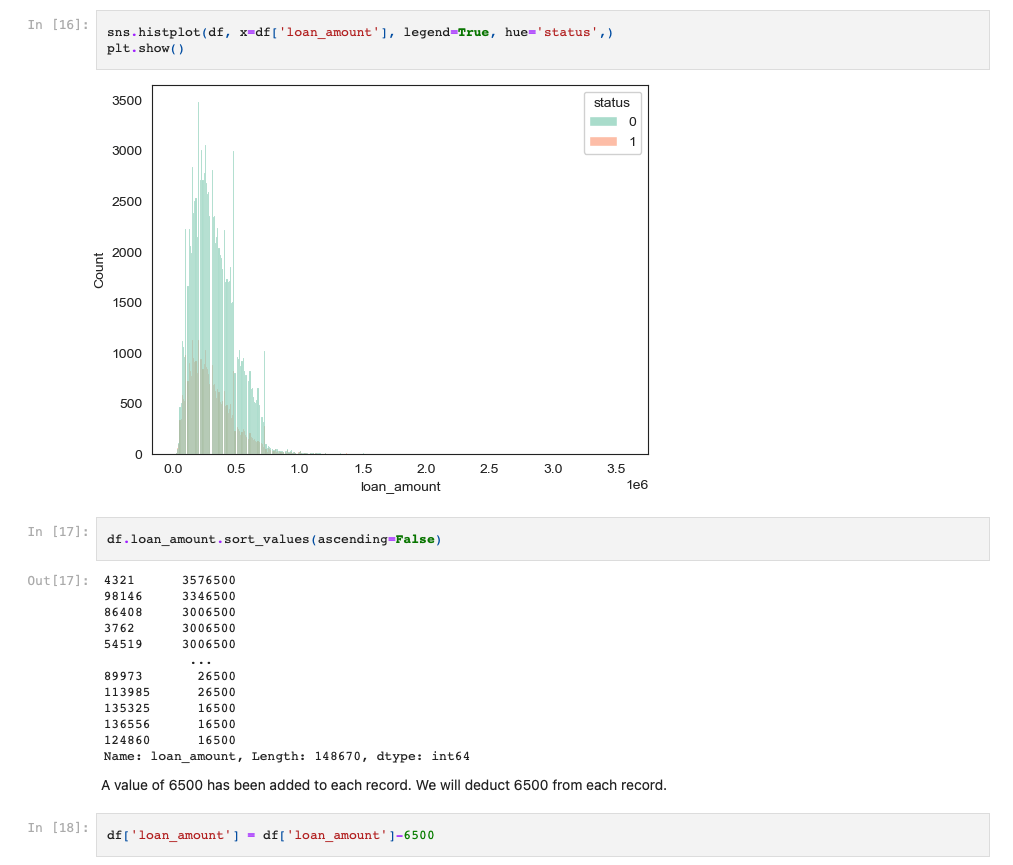 In [16]:
sns.histplot(df, x=df['loan_amount'], legend=True, hue='status',)
plt.show()
3500
3000
2500
2000
1500
1000
500
0
Count
status
0
1
0.0 0.5 1.0 1.5 2.0 2.5 3.0 3.5
1e6
loan_amount
In [17]:
df.loan_amount.sort_values(ascending=False)
Out[17]:
4321 3576500
98146 3346500
86408 3006500
3762 3006500
54519 3006500
...
89973 26500
113985 26500
135325 16500
136556 16500
124860 16500
Name: loan_amount, Length: 148670, dtype: int64
A value of 6500 has been added to each record. We will deduct 6500 from each record.
In [18]:
df['loan_amount'] = df['loan_amount']-6500